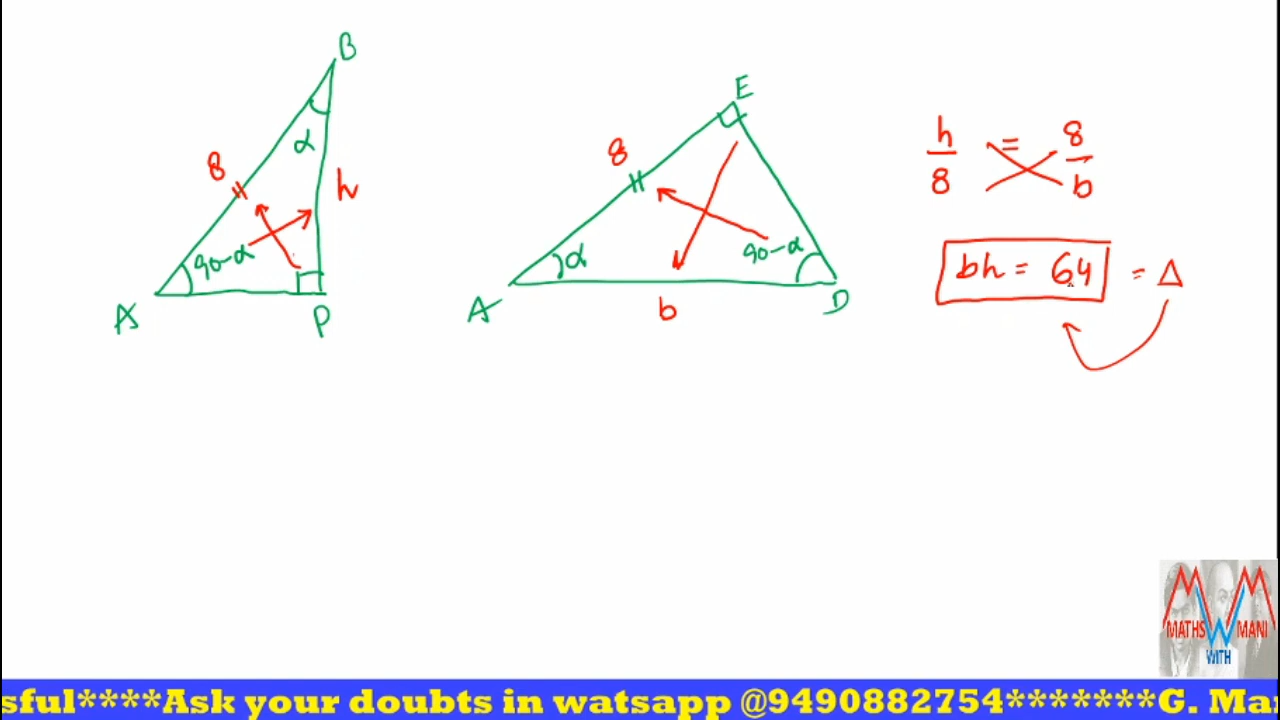 B
α
8
h
90-α
A
P
E
8
α
90-α
A
b
D
h/8 = 8/b
bh = 64 = Δ
MATHS WITH MANI
sful****Ask your doubts in watsapp @9490882754*******G. Ma